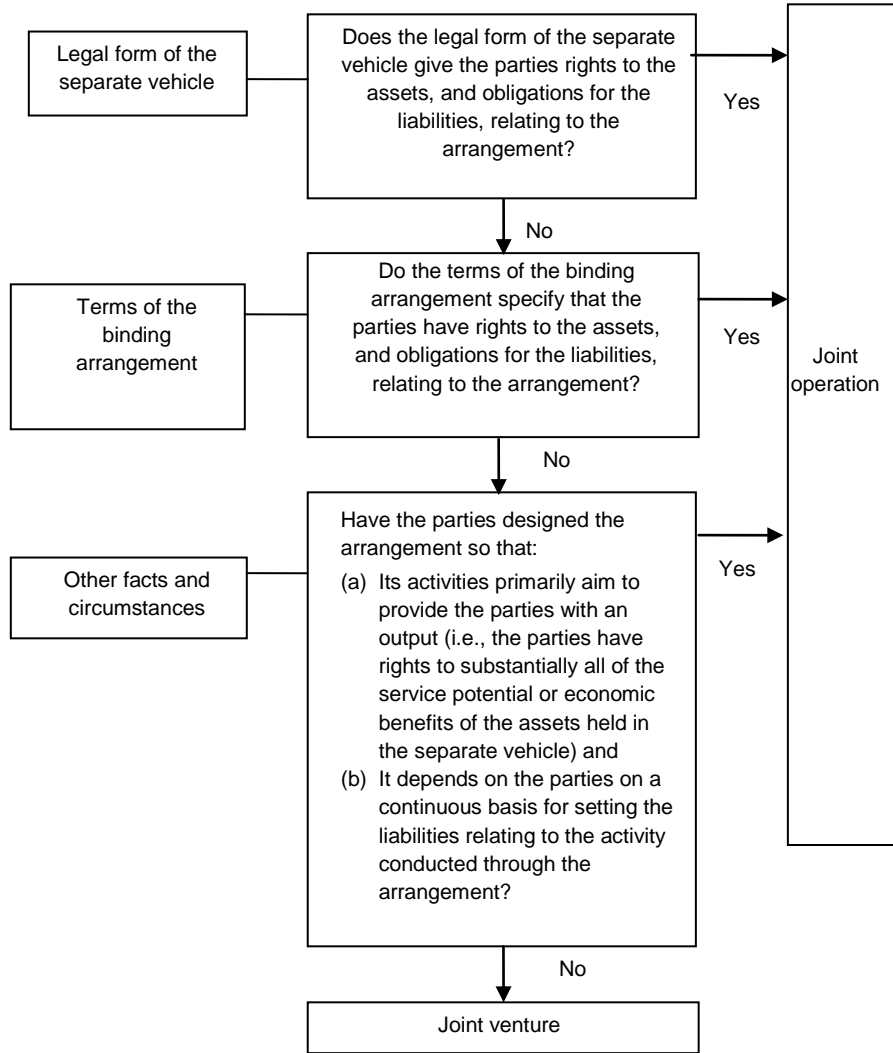 Legal form of the
separate vehicle
Does the legal form of the separate
vehicle give the parties rights to the
assets, and obligations for the
liabilities, relating to the
arrangement?
Yes
No
Terms of the
binding
arrangement
Do the terms of the binding
arrangement specify that the
parties have rights to the assets,
and obligations for the liabilities,
relating to the arrangement?
Yes
Joint
operation
No
Other facts and
circumstances
Have the parties designed the
arrangement so that:
(a) Its activities primarily aim to
provide the parties with an
output (i.e., the parties have
rights to substantially all of the
service potential or economic
benefits of the assets held in
the separate vehicle) and
(b) It depends on the parties on a
continuous basis for setting the
liabilities relating to the activity
conducted through the
arrangement?
Yes
No
Joint venture